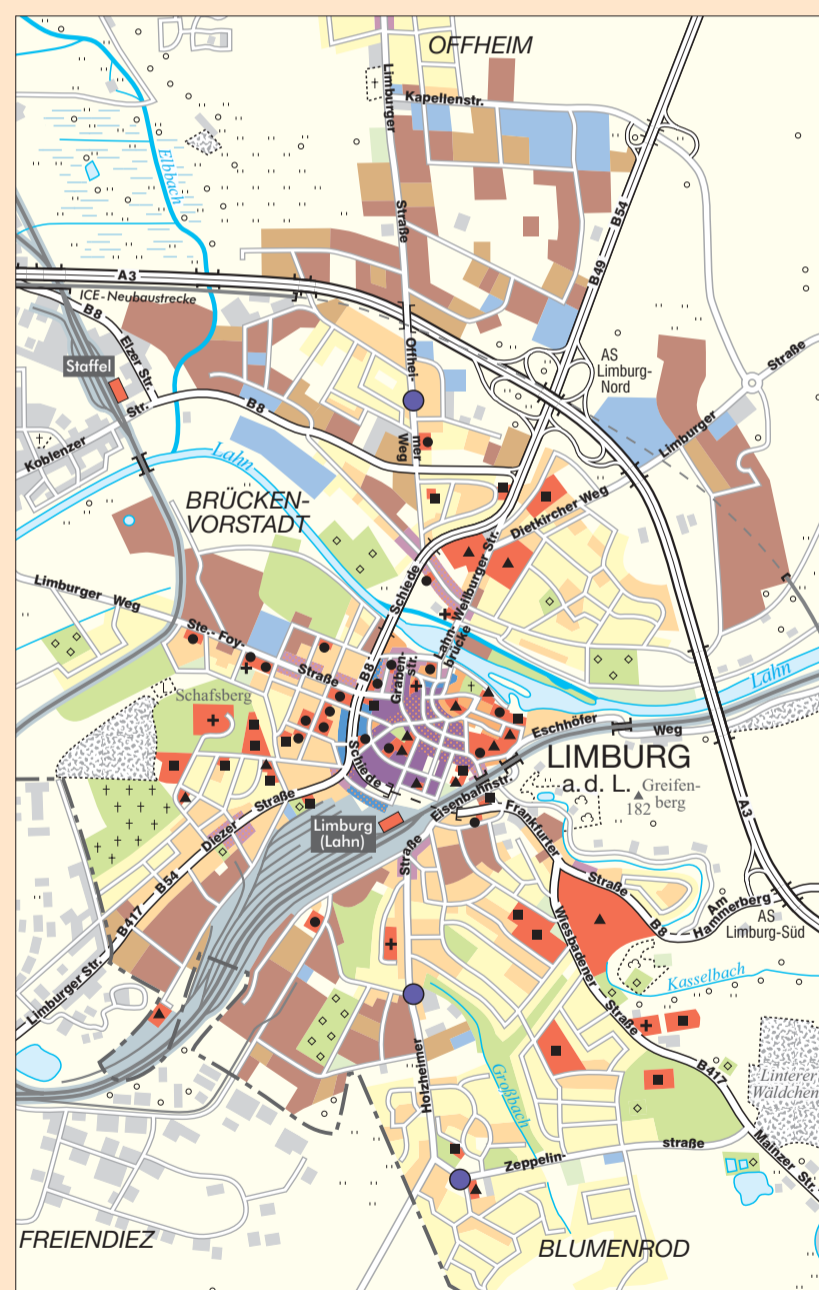 OFFHEIM
Limburger
Kapellenstr.
Elbbach
Straße
B54
B49
A3
ICE-Neubaustrecke
B8
Elzer Str.
Staffel
Offhei-
mer
Weg
AS
Limburg-
Nord
Straße
Limburger
B8
Str.
Koblenzer
Lahn
BRÜCKEN-
VORSTADT
Dietkircher Weg
Limburger Weg
Schiede
Weilburger Str.
Lahn-
brücke
Ste.-Foy-
Straße
B8
Graben-
str.
Lahn
Schafsberg
Eschhöfer
Weg
Schiede
LIMBURG
a.d. L.
Greifen-
182 berg
Eisenbahnstr.
Diezer Straße
Limburg
(Lahn)
Frankfurter
Straße
A3
Straße
B8
Am
Hammerberg
AS
Limburg-Süd
B417
B54
Limburger Str.
Wiesbadener
Straße
Kasselbach
Holzheimer
Großbach
B417
Linterer
Wäldchen
Zeppelin-
straße
Mainzer Str.
FREIENDIEZ
BLUMENROD